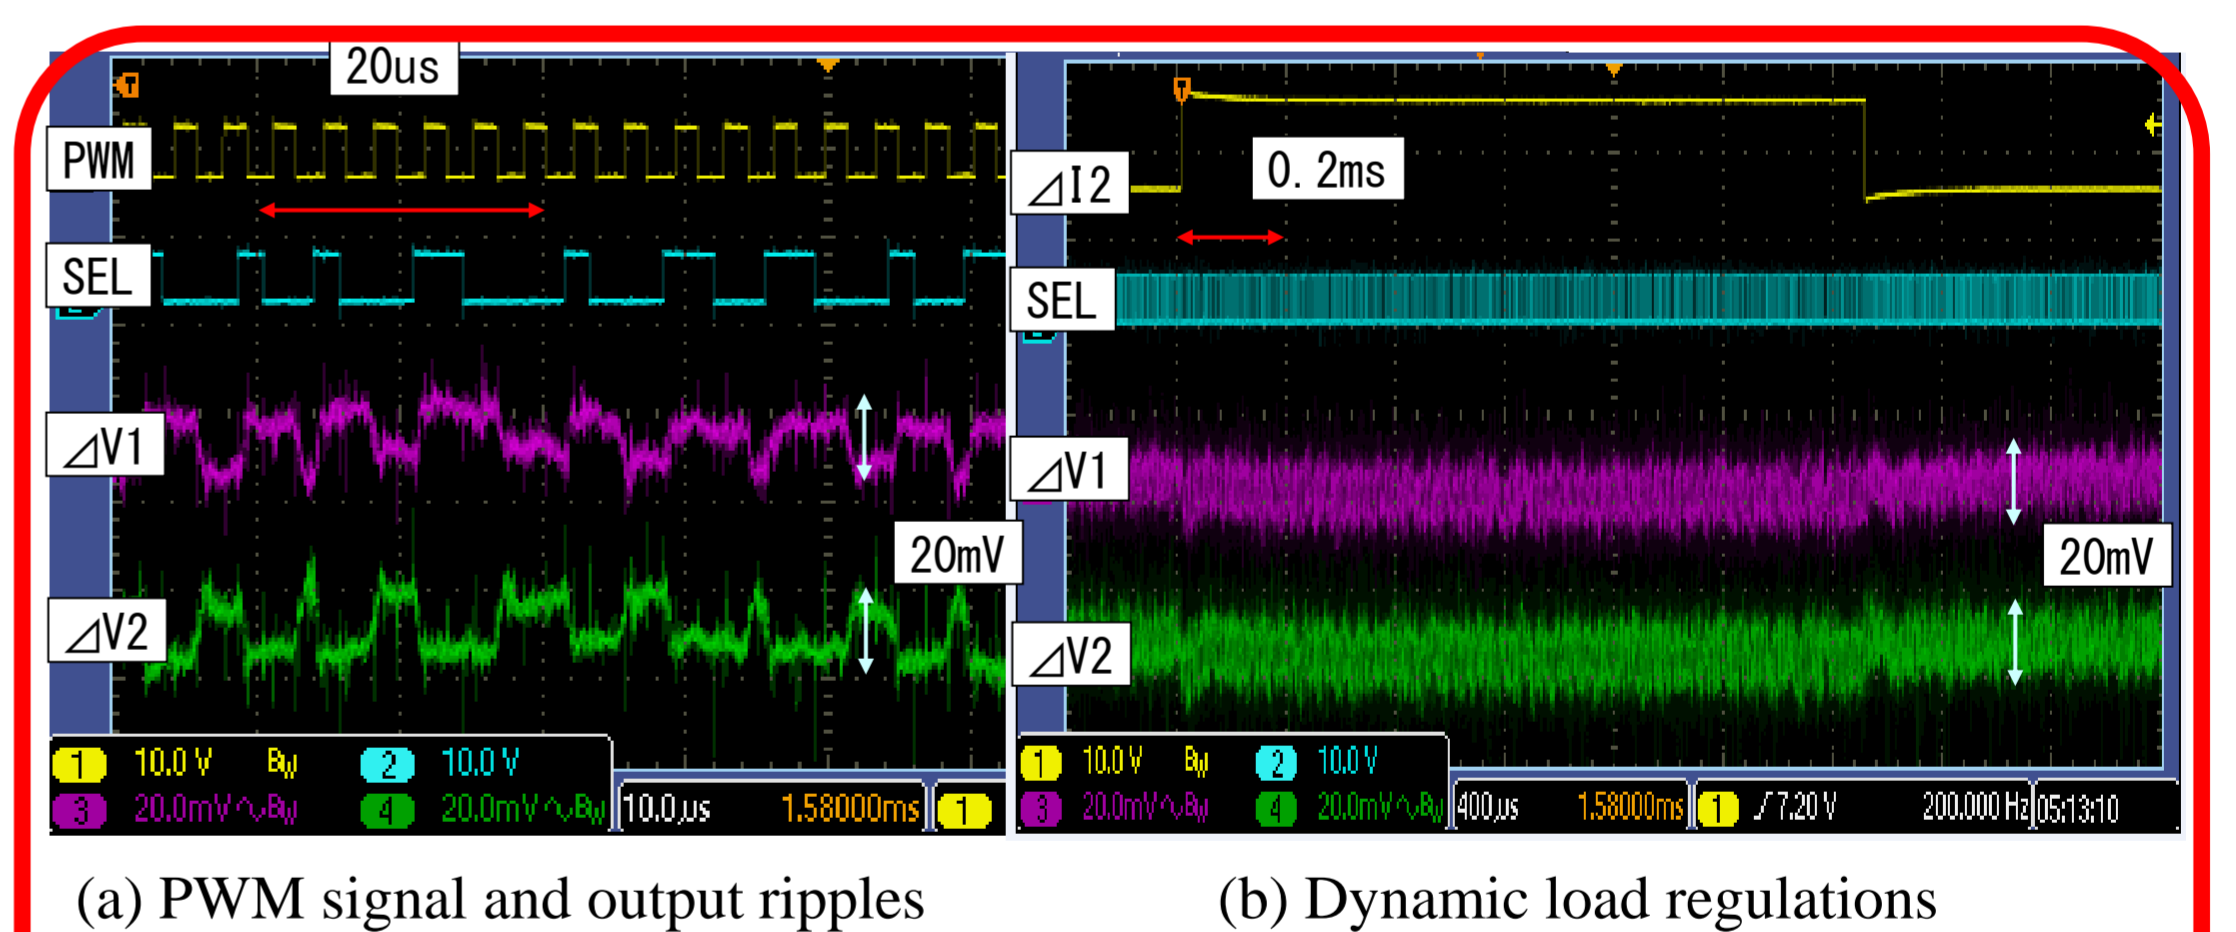 20us
PWM
SEL
⊿V1
20mV
⊿V2
1 10.0 V BW 2 10.0 V
3 20.0mV∿BW 4 20.0mV∿BW 10.0µs 1.58000ms 1
(a) PWM signal and output ripples
T
⊿I2
0.2ms
SEL
⊿V1
20mV
⊿V2
1 10.0 V BW 2 10.0 V
3 20.0mV∿BW 4 20.0mV∿BW 400µs 1.58000ms 1 ⌡7.20 V 200.000 Hz 05:13:10
(b) Dynamic load regulations